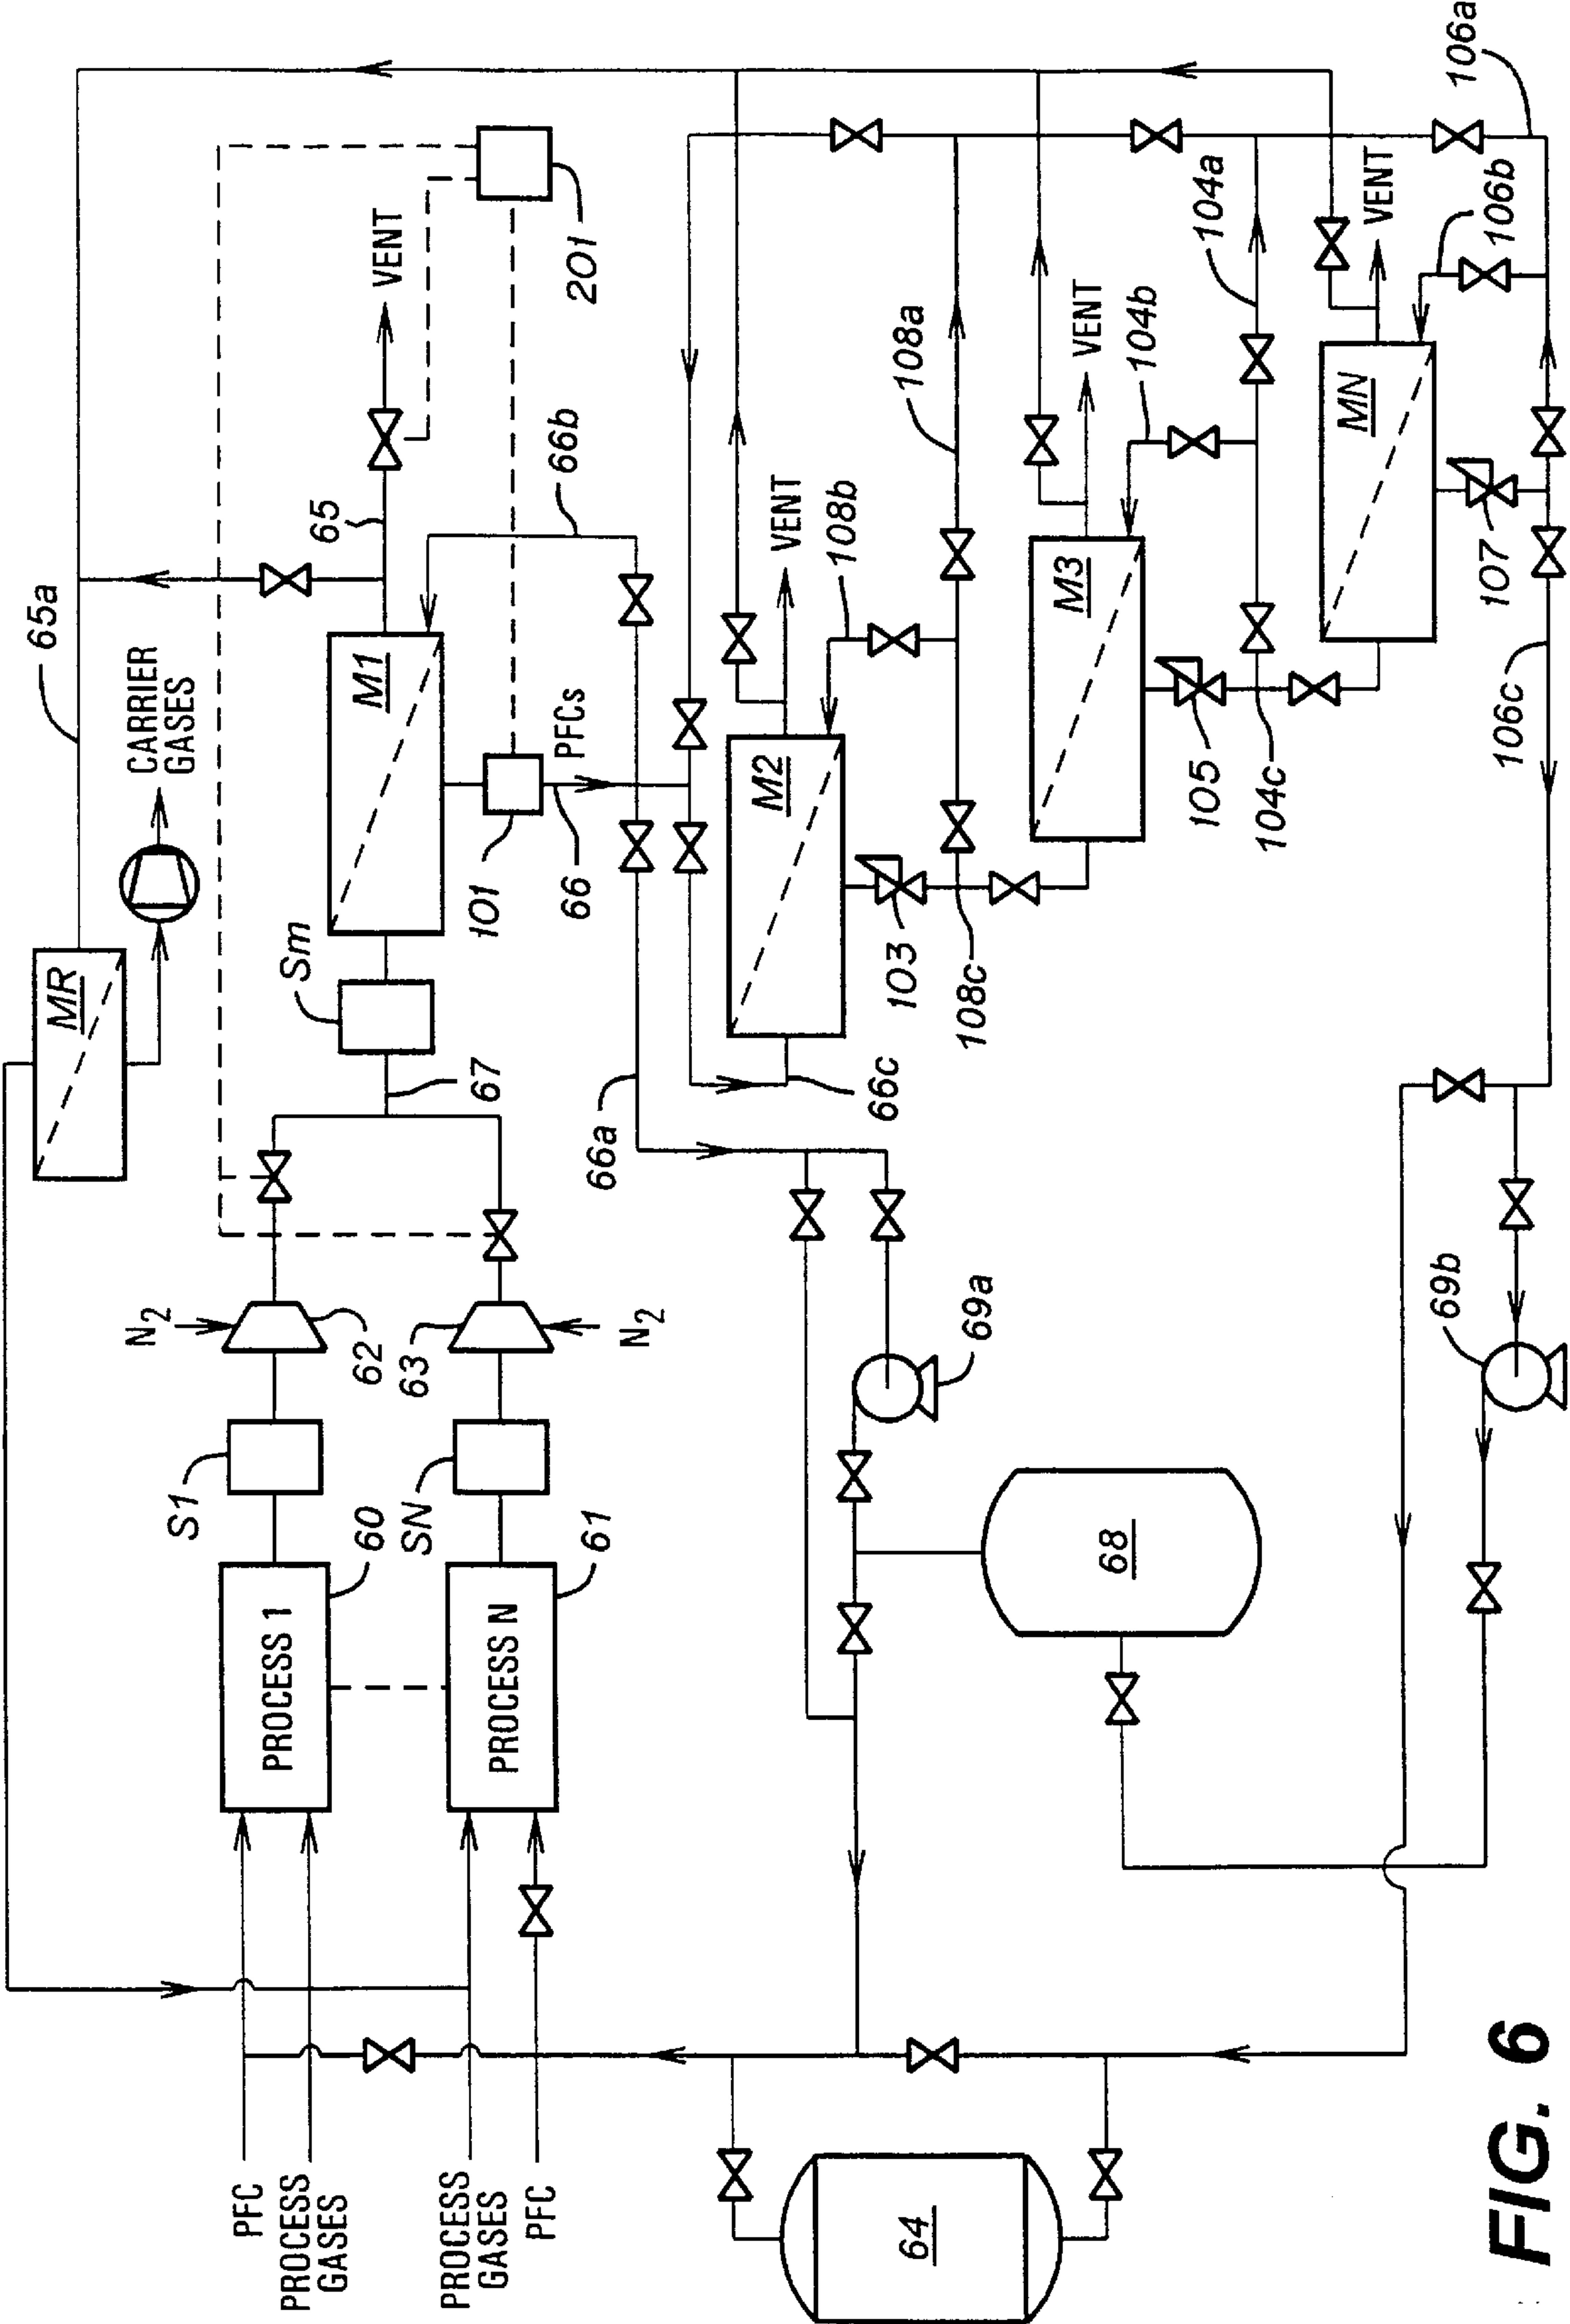 MR
65a
CARRIER
GASES
N2
S1
PFC
PROCESS 1
60
62
Sm
PROCESS
GASES
65
VENT
M1
67
63
SN
PROCESS
GASES
PROCESS N
61
101
PFC
N2
66
PFCs
66b
201
66a
M2
VENT
108b
66c
103
108a
64
69a
108c
M3
VENT
104b
68
105
104a
104c
MN
VENT
69b
107
106b
106a
106c
FIG. 6